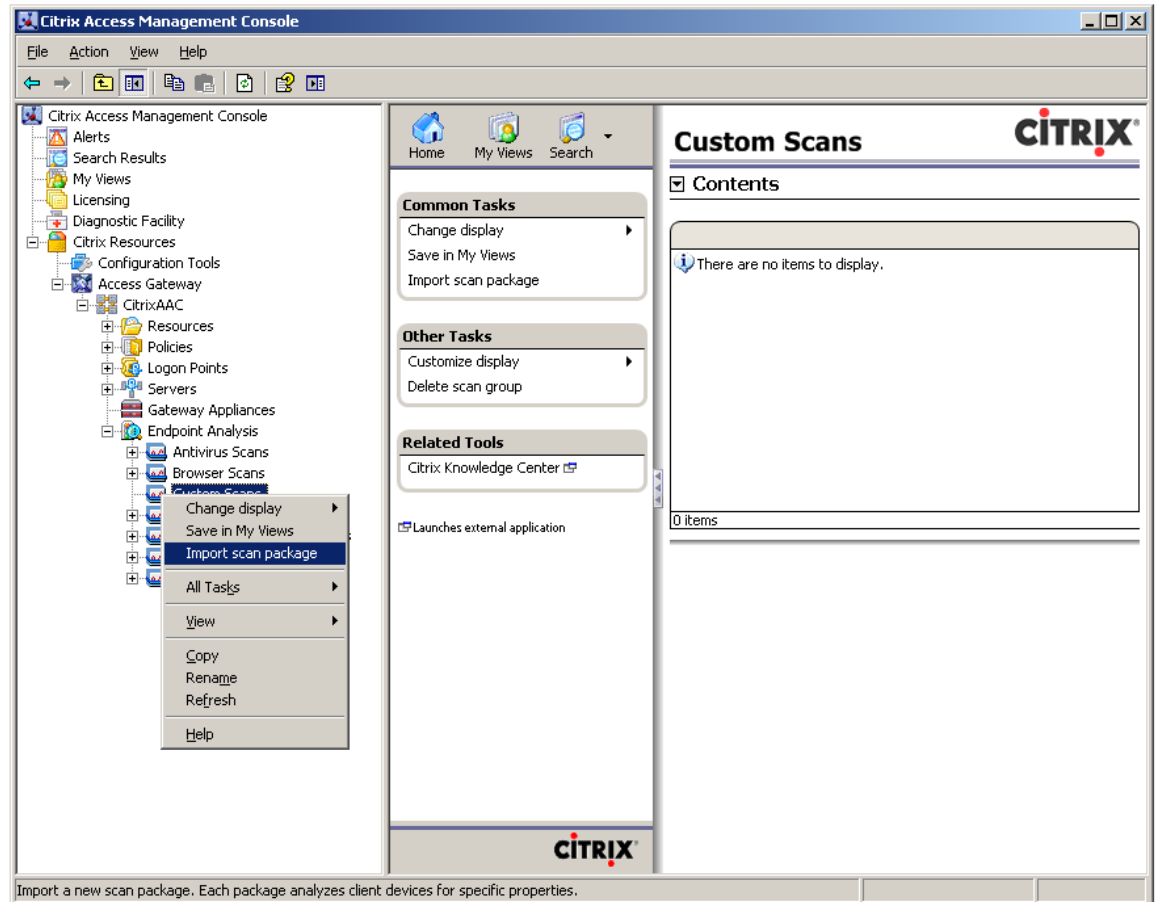 Citrix Access Management Console
File Action View Help
Citrix Access Management Console
Alerts
Search Results
My Views
Licensing
Diagnostic Facility
Citrix Resources
Configuration Tools
Access Gateway
CitrixAAC
Resources
Policies
Logon Points
Servers
Gateway Appliances
Endpoint Analysis
Antivirus Scans
Browser Scans
Custom Scans
Change display
Save in My Views
Import scan package
All Tasks
View
Copy
Rename
Refresh
Help
Home My Views Search
Common Tasks
Change display
Save in My Views
Import scan package
Other Tasks
Customize display
Delete scan group
Related Tools
Citrix Knowledge Center
Launches external application
CITRIX
Custom Scans
CITRIX
Contents
There are no items to display.
0 items
Import a new scan package. Each package analyzes client devices for specific properties.